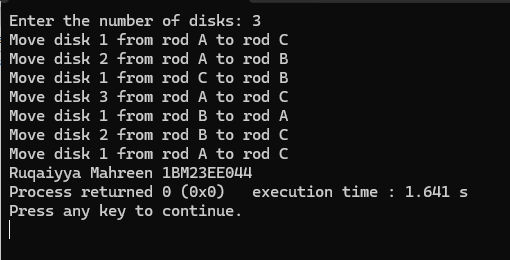 Enter the number of disks: 3
Move disk 1 from rod A to rod C
Move disk 2 from rod A to rod B
Move disk 1 from rod C to rod B
Move disk 3 from rod A to rod C
Move disk 1 from rod B to rod A
Move disk 2 from rod B to rod C
Move disk 1 from rod A to rod C
Ruqaiyya Mahreen 1BM23EE044
Process returned 0 (0x0)   execution time : 1.641 s
Press any key to continue.